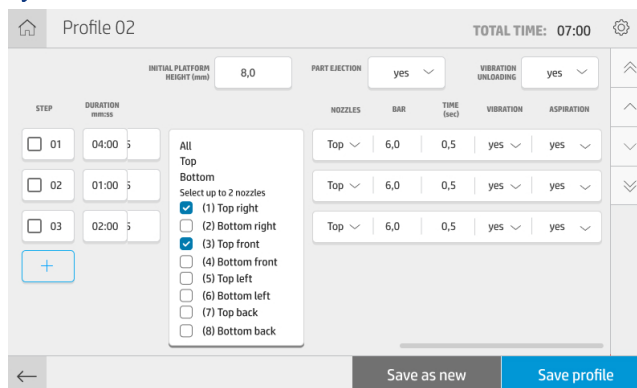 Profile 02
TOTAL TIME: 07:00
INITIAL PLATFORM
HEIGHT (mm)
8,0
PART EJECTION
yes
VIBRATION
UNLOADING
yes
STEP
DURATION
mm:ss
NOZZLES
BAR
TIME
(sec)
VIBRATION
ASPIRATION
01 04:00
Top 6,0 0,5 yes yes
02 01:00
Top 6,0 0,5 yes yes
03 02:00
Top 6,0 0,5 yes yes
+
All
Top
Bottom
Select up to 2 nozzles
(1) Top right
(2) Bottom right
(3) Top front
(4) Bottom front
(5) Top left
(6) Bottom left
(7) Top back
(8) Bottom back
Save as new
Save profile